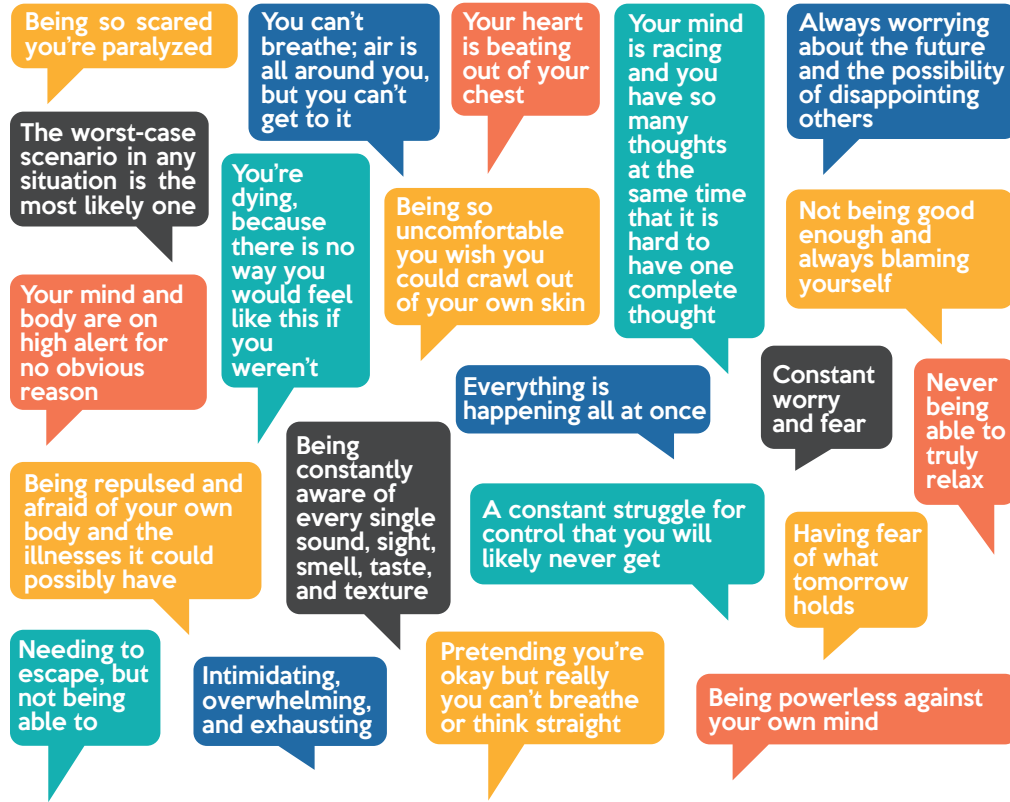 Being so scared
you're paralyzed
You can't
breathe; air is
all around you,
but you can't
get to it
Your heart
is beating
out of your
chest
Your mind
is racing
and you
have so
many
thoughts
at the
same time
that it is
hard to
have one
complete
thought
Always worrying
about the future
and the possibility
of disappointing
others
The worst-case
scenario in any
situation is the
most likely one
You're
dying,
because
there is no
way you
would feel
like this if
you
weren't
Being so
uncomfortable
you wish you
could crawl out
of your own skin
Not being good
enough and
always blaming
yourself
Your mind and
body are on
high alert for
no obvious
reason
Everything is
happening all at once
Constant
worry
and fear
Never
being
able to
truly
relax
Being repulsed and
afraid of your own
body and the
illnesses it could
possibly have
Being
constantly
aware of
every single
sound, sight,
smell, taste,
and texture
A constant struggle for
control that you will
likely never get
Having fear
of what
tomorrow
holds
Needing to
escape, but
not being
able to
Intimidating,
overwhelming,
and exhausting
Pretending you're
okay but really
you can't breathe
or think straight
Being powerless against
your own mind